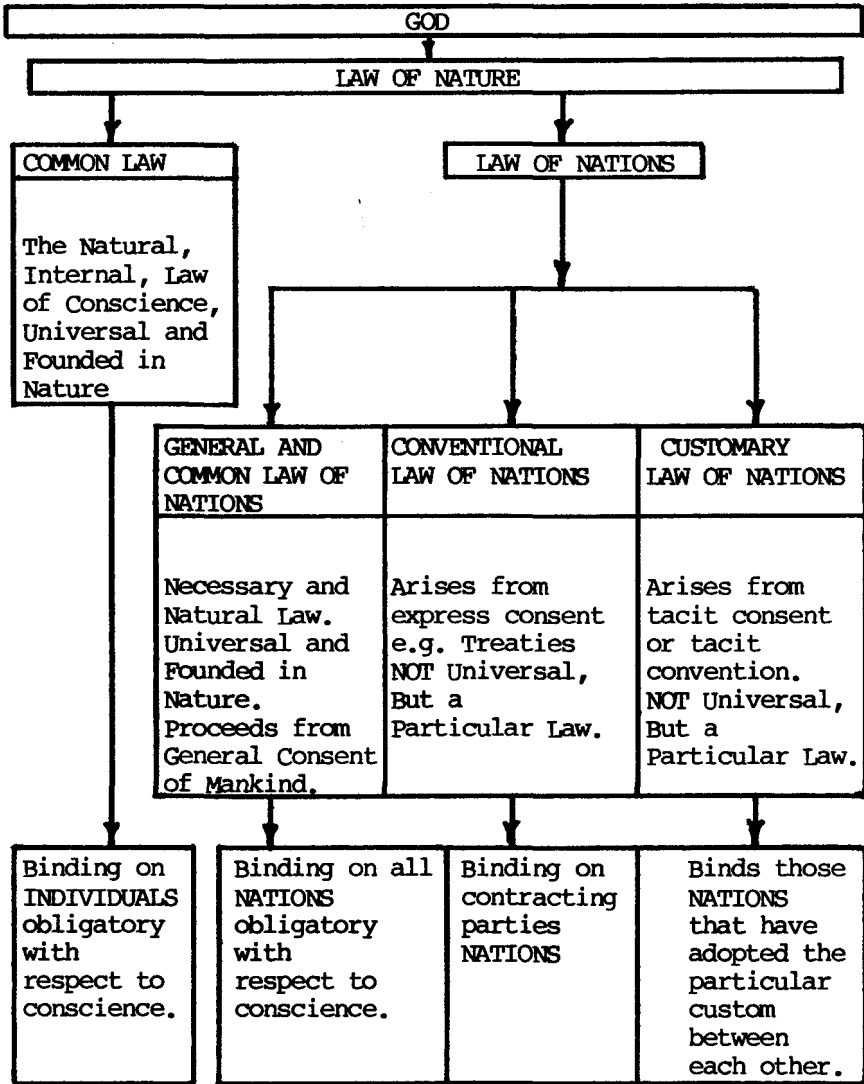 GOD
LAW OF NATURE
COMMON LAW
The Natural,
Internal, Law
of Conscience,
Universal and
Founded in
Nature
LAW OF NATIONS
GENERAL AND
COMMON LAW OF
NATIONS
Necessary and
Natural Law.
Universal and
Founded in
Nature.
Proceeds from
General Consent
of Mankind.
CONVENTIONAL
LAW OF NATIONS
Arises from
express consent
e.g. Treaties
NOT Universal,
But a
Particular Law.
CUSTOMARY
LAW OF NATIONS
Arises from
tacit consent
or tacit
convention.
NOT Universal,
But a
Particular Law.
Binding on
INDIVIDUALS
obligatory
with
respect to
conscience.
Binding on all
NATIONS
obligatory
with
respect to
conscience.
Binding on
contracting
parties
NATIONS
Binds those
NATIONS
that have
adopted the
particular
custom
between
each other.